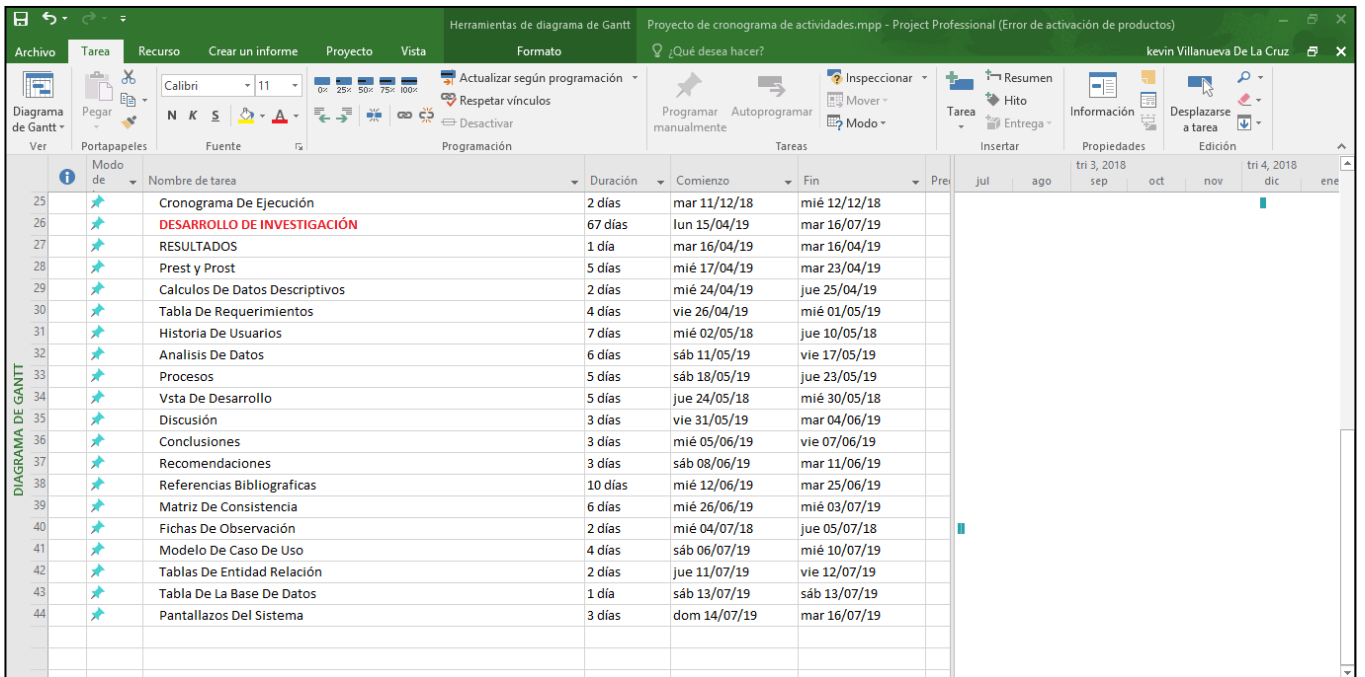 Herramientas de diagrama de Gantt Proyecto de cronograma de actividades.mpp - Project Professional (Error de activación de productos)
Archivo Tarea Recurso Crear un informe Proyecto Vista Formato ¿Qué desea hacer? kevin Villanueva De La Cruz
Diagrama de Gantt
Pegar
Calibri 11
N K S A
0% 25% 50% 75% 100%
Actualizar según programación
Respetar vínculos
Desactivar
Programar manualmente
Autoprogramar
Inspeccionar
Mover
Modo
Tarea
Resumen
Hito
Entrega
Información
Desplazarse a tarea
Ver Portapapeles Fuente Programación Tareas Insertar Propiedades Edición
Modo de Nombre de tarea Duración Comienzo Fin
tri 3, 2018 tri 4, 2018
jul ago sep oct nov dic ene
25 Cronograma De Ejecución 2 días mar 11/12/18 mié 12/12/18
26 DESARROLLO DE INVESTIGACIÓN 67 días lun 15/04/19 mar 16/07/19
27 RESULTADOS 1 día mar 16/04/19 mar 16/04/19
28 Prest y Prost 5 días mié 17/04/19 mar 23/04/19
29 Calculos De Datos Descriptivos 2 días mié 24/04/19 jue 25/04/19
30 Tabla De Requerimientos 4 días vie 26/04/19 mié 01/05/19
31 Historia De Usuarios 7 días mié 02/05/18 jue 10/05/18
32 Analisis De Datos 6 días sáb 11/05/19 vie 17/05/19
33 Procesos 5 días sáb 18/05/19 jue 23/05/19
34 Vsta De Desarrollo 5 días jue 24/05/18 mié 30/05/18
35 Discusión 3 días vie 31/05/19 mar 04/06/19
36 Conclusiones 3 días mié 05/06/19 vie 07/06/19
37 Recomendaciones 3 días sáb 08/06/19 mar 11/06/19
38 Referencias Bibliograficas 10 días mié 12/06/19 mar 25/06/19
39 Matriz De Consistencia 6 días mié 26/06/19 mié 03/07/19
40 Fichas De Observación 2 días mié 04/07/18 jue 05/07/18
41 Modelo De Caso De Uso 4 días sáb 06/07/19 mié 10/07/19
42 Tablas De Entidad Relación 2 días jue 11/07/19 vie 12/07/19
43 Tabla De La Base De Datos 1 día sáb 13/07/19 sáb 13/07/19
44 Pantallazos Del Sistema 3 días dom 14/07/19 mar 16/07/19
DIAGRAMA DE GANTT